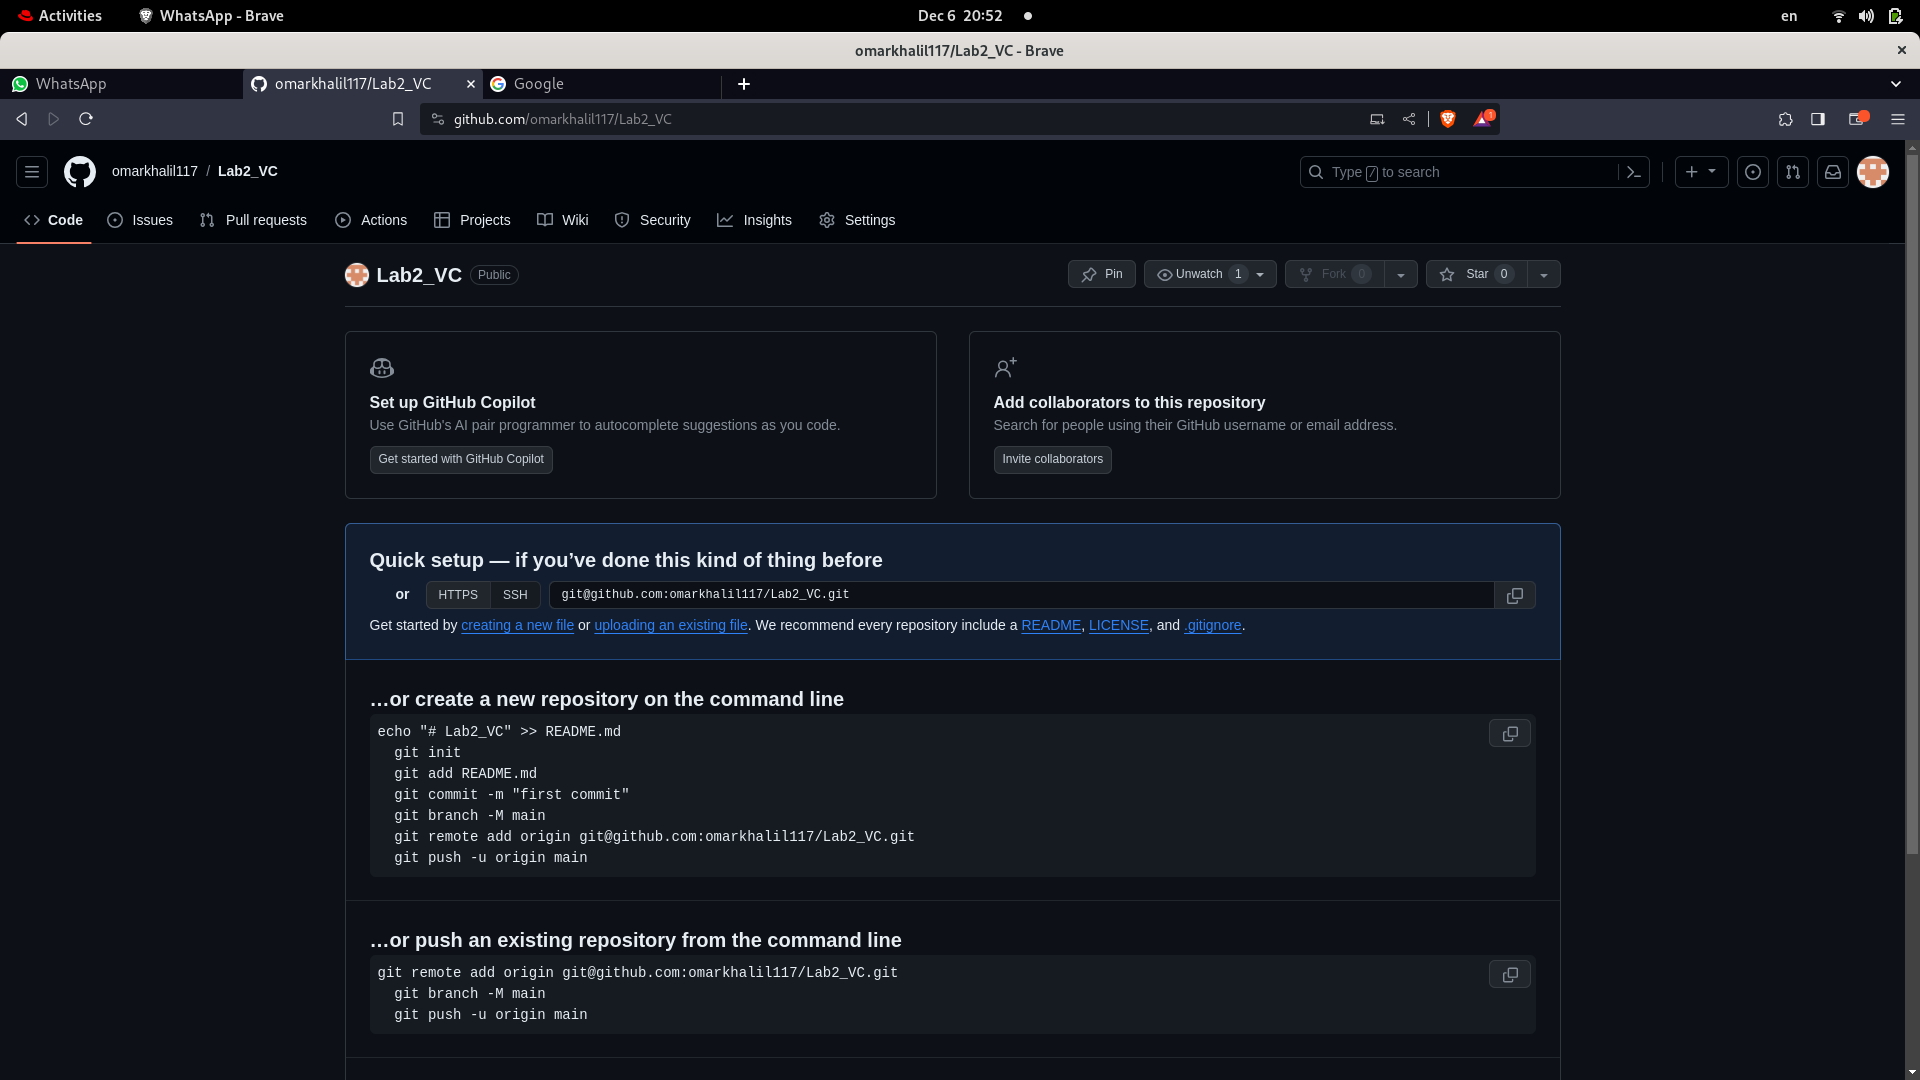 Activities WhatsApp - Brave Dec 6 20:52 en
omarkhalil117/Lab2_VC - Brave
WhatsApp omarkhalil117/Lab2_VC Google
github.com/omarkhalil117/Lab2_VC 1
omarkhalil117 / Lab2_VC Type / to search
Code Issues Pull requests Actions Projects Wiki Security Insights Settings
Lab2_VC Public Pin Unwatch 1 Fork 0 Star 0
Set up GitHub Copilot
Use GitHub's AI pair programmer to autocomplete suggestions as you code.
Get started with GitHub Copilot
Add collaborators to this repository
Search for people using their GitHub username or email address.
Invite collaborators
Quick setup — if you’ve done this kind of thing before
or HTTPS SSH git@github.com:omarkhalil117/Lab2_VC.git
Get started by creating a new file or uploading an existing file. We recommend every repository include a README, LICENSE, and .gitignore.
…or create a new repository on the command line
echo "# Lab2_VC" >> README.md
git init
git add README.md
git commit -m "first commit"
git branch -M main
git remote add origin git@github.com:omarkhalil117/Lab2_VC.git
git push -u origin main
…or push an existing repository from the command line
git remote add origin git@github.com:omarkhalil117/Lab2_VC.git
git branch -M main
git push -u origin main